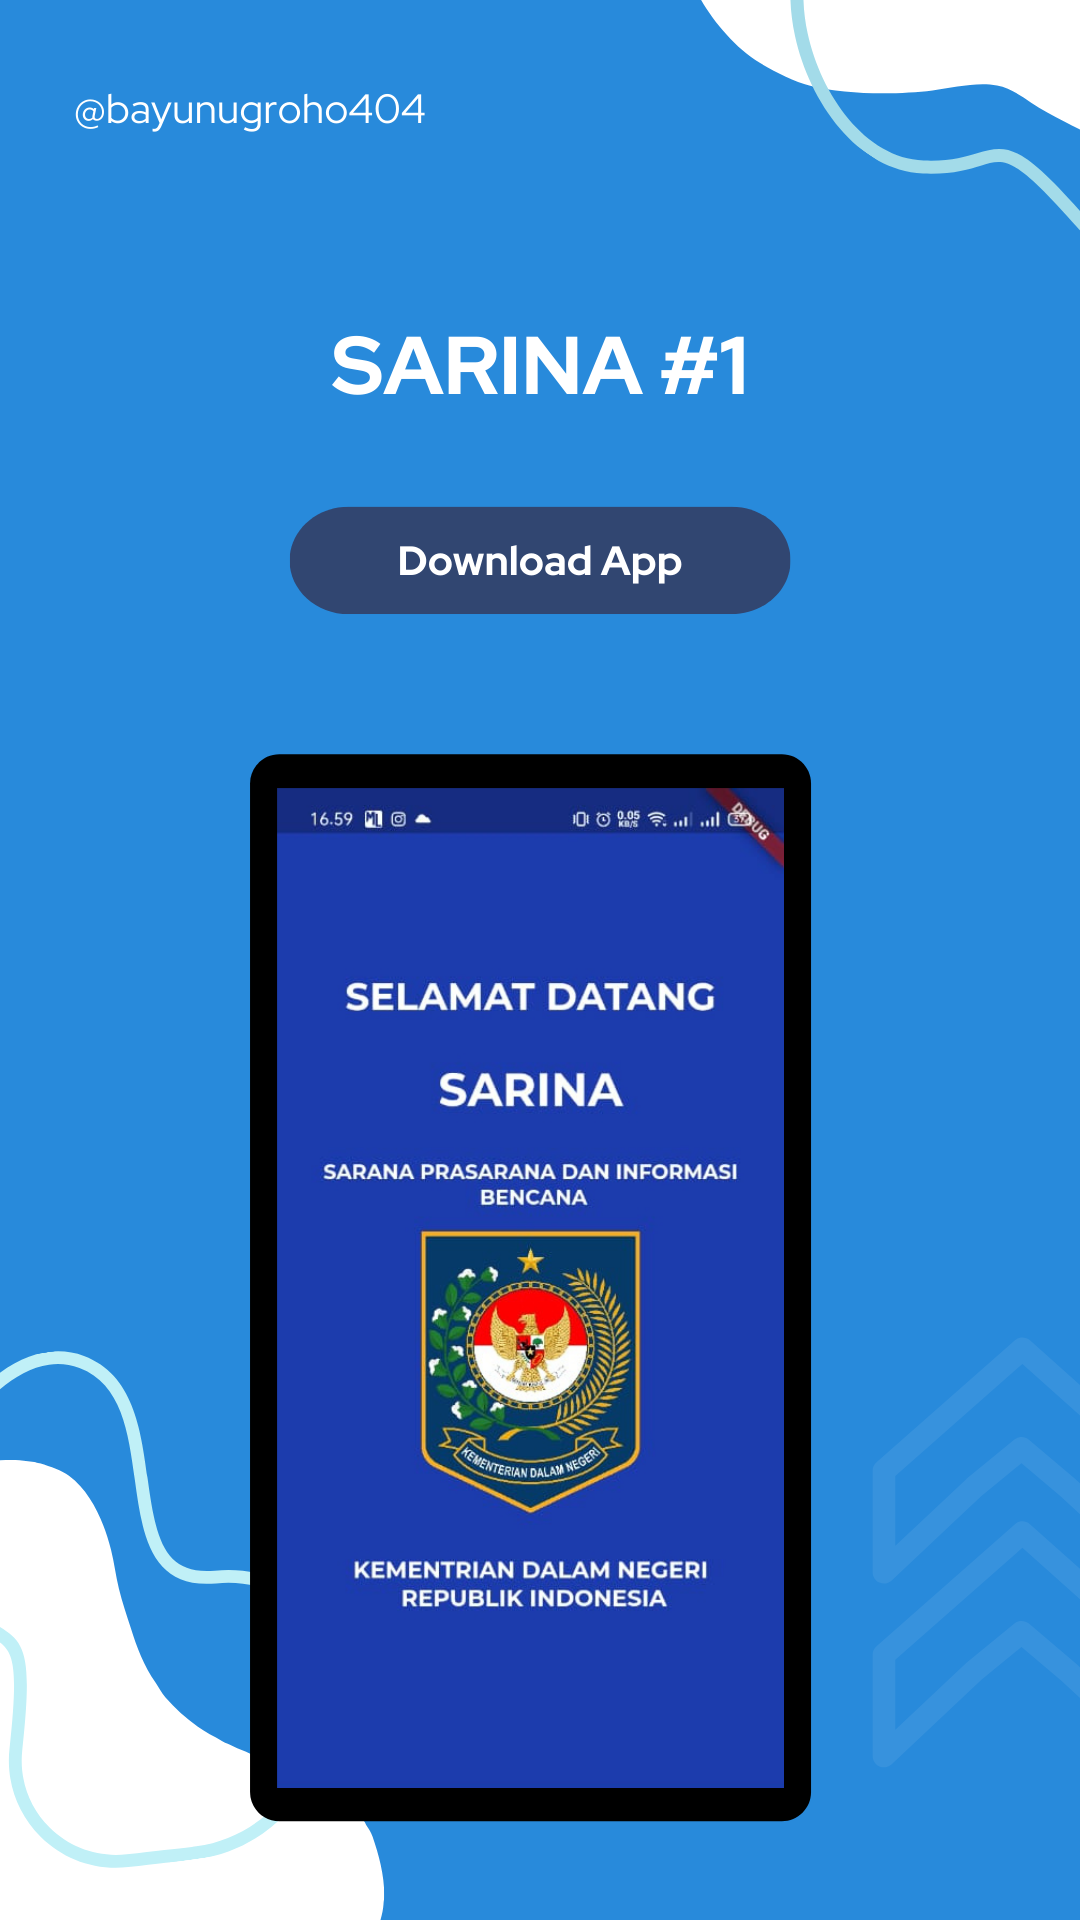 @bayunugroho404
SARINA #1
Download App
16.59
0.05
KB/S
DEBUG
SELAMAT DATANG
SARINA
SARANA PRASARANA DAN INFORMASI
BENCANA
KEMENTERIAN DALAM NEGERI
KEMENTRIAN DALAM NEGERI
REPUBLIK INDONESIA